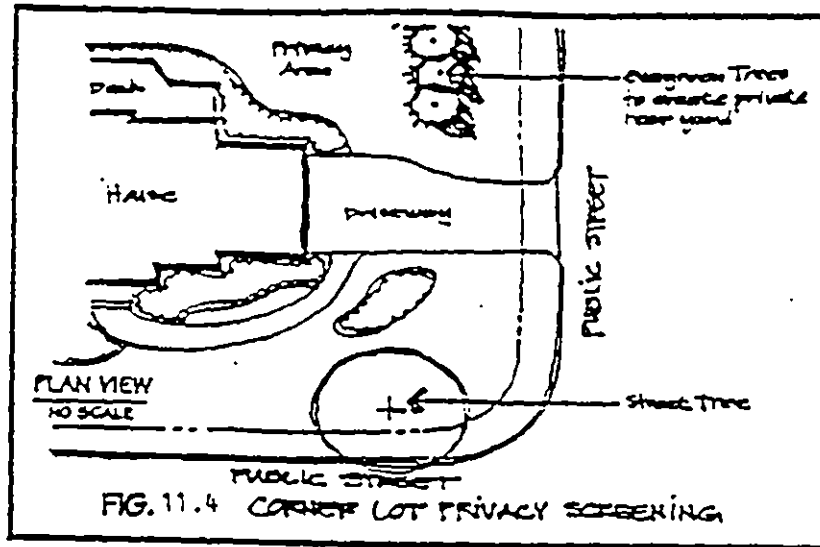 Privacy
Area
Evergreen Trees
to create private
rear yard
Deck
House
Driveway
PUBLIC STREET
PLAN VIEW
NO SCALE
Street Tree
PUBLIC STREET
FIG. 11.4 CORNER LOT PRIVACY SCREENING